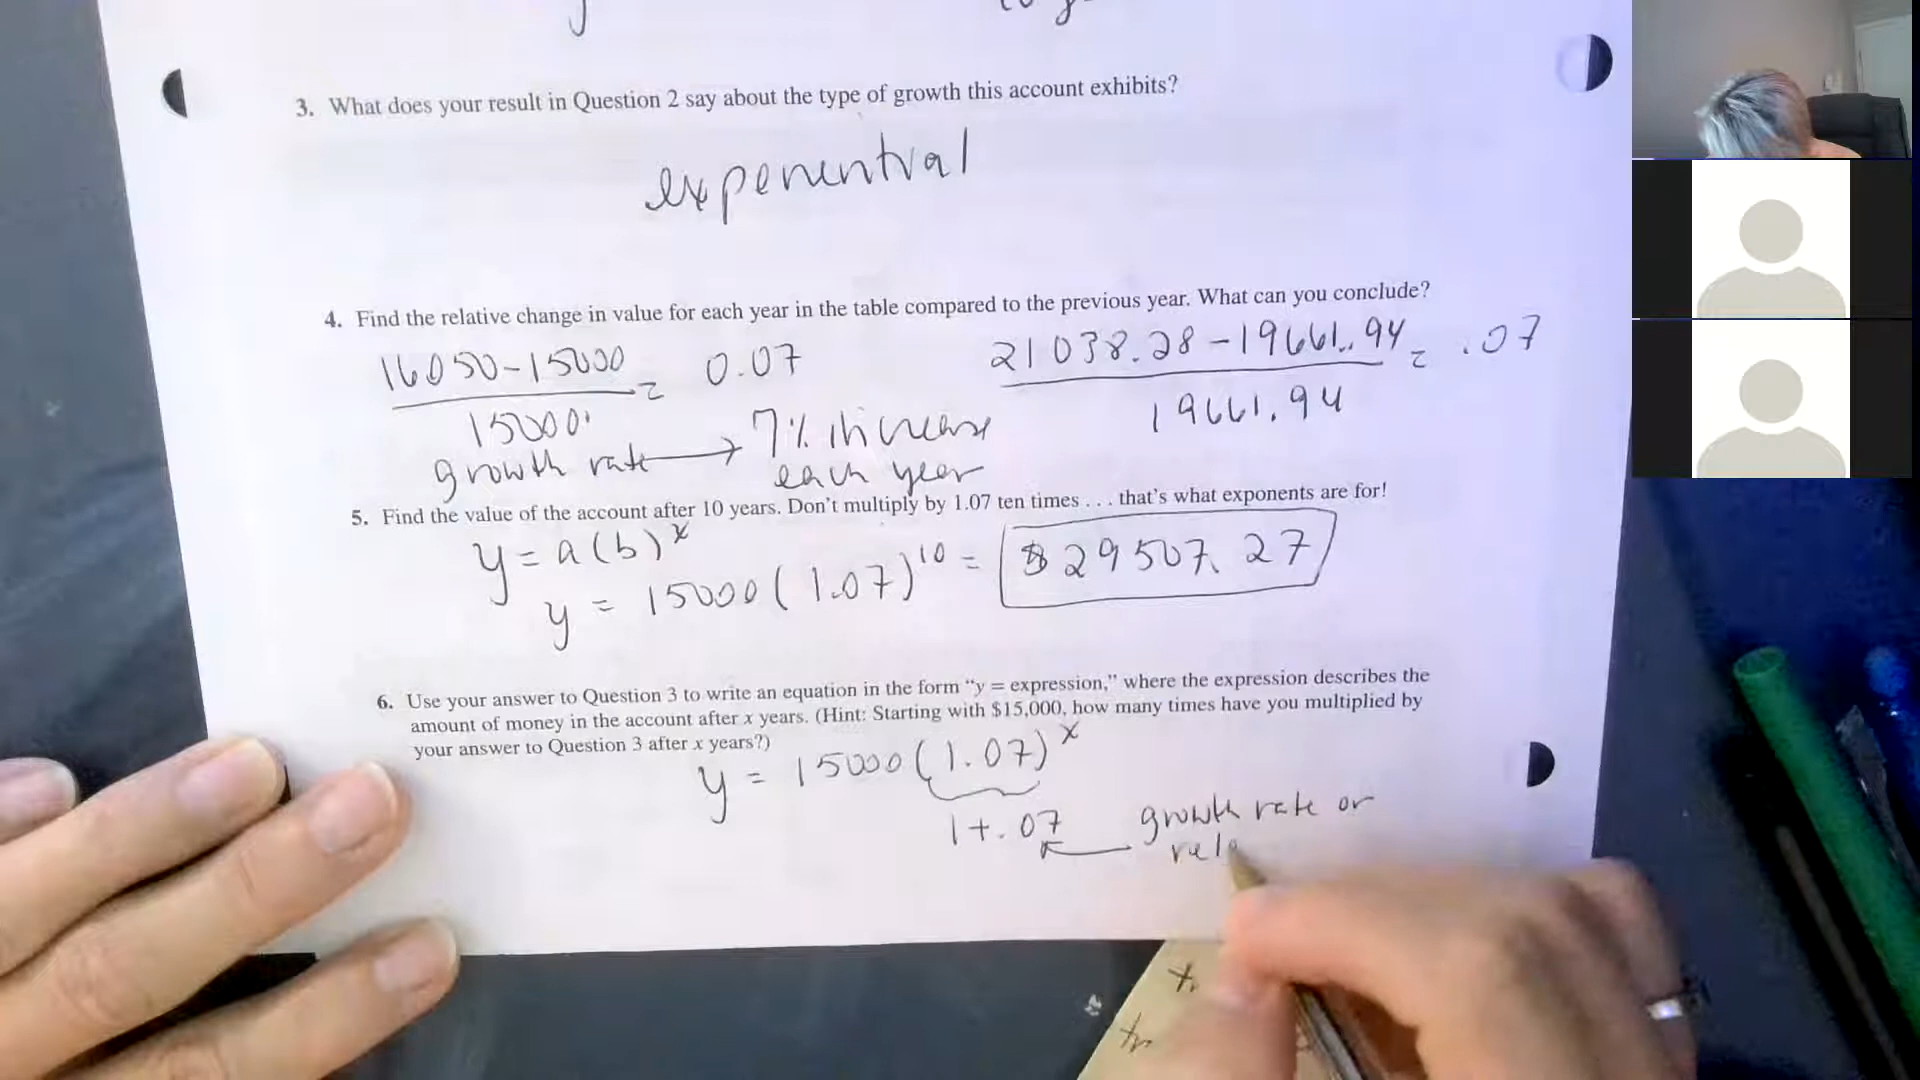 3. What does your result in Question 2 say about the type of growth this account exhibits?
exponential
4. Find the relative change in value for each year in the table compared to the previous year. What can you conclude?
16050-15000 = 0.07
15000
21038.28-19661.94 = .07
19661.94
growth rate → 7% increase
each year
5. Find the value of the account after 10 years. Don't multiply by 1.07 ten times . . . that's what exponents are for!
y = a(b)^x
y = 15000(1.07)^10 = $29507.27
6. Use your answer to Question 3 to write an equation in the form “y = expression,” where the expression describes the
amount of money in the account after x years. (Hint: Starting with $15,000, how many times have you multiplied by
your answer to Question 3 after x years?)
y = 15000(1.07)^x
1+.07 ← growth rate or
rela